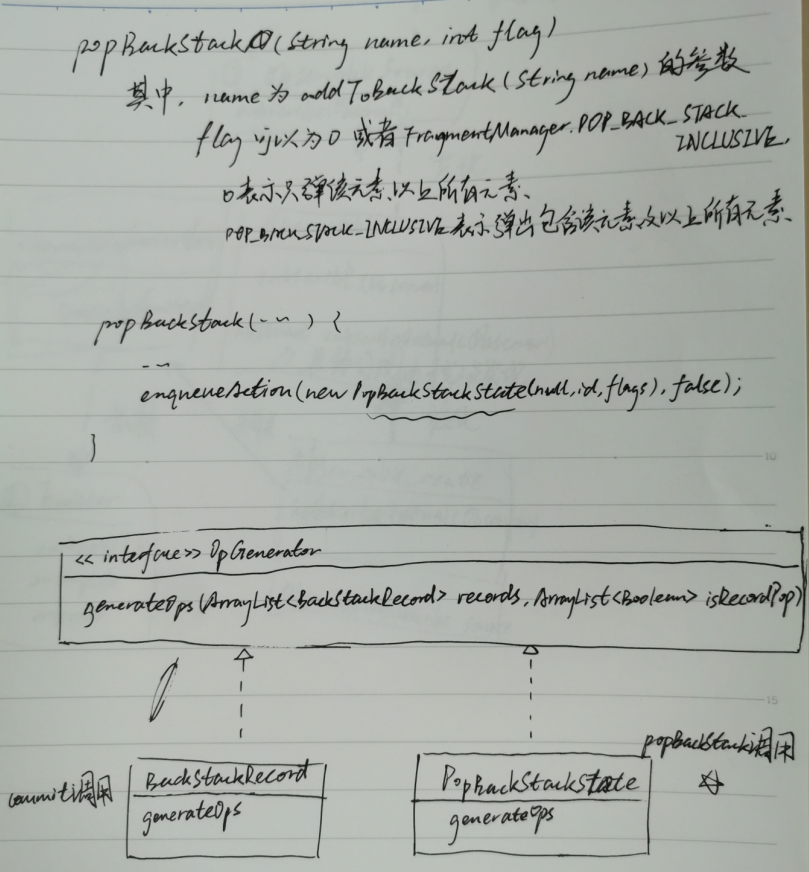 popBackStack(String name, int flag)
其中, name为addToBackStack(String name)的参数
flag可以为0 或者FragmentManager.POP_BACK_STACK_
INCLUSIVE,
0表示只弹该元素以上所有元素、
POP_BACK_STACK_INCLUSIVE表示弹出包含该元素及以上所有元素、
popBackStack(...) {
...
enqueueAction(new PopBackStackState(null,id,flags),false);
}
10
<<interface>> OpGenerator
generateOps(ArrayList<BackStackRecord> records, ArrayList<Boolean> isRecordPop)
15
popBackStack调用
commit调用
BackStackRecord
generateOps
PopBackStackState
generateOps